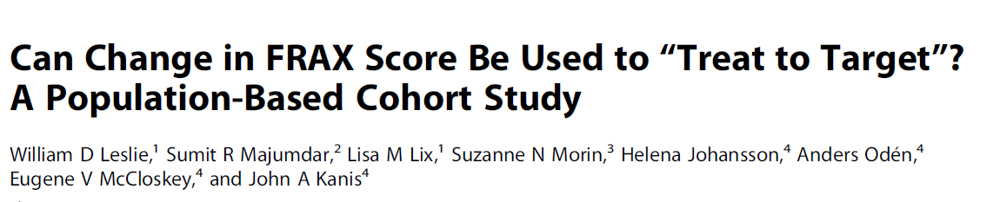 Can Change in FRAX Score Be Used to “Treat to Target”?
A Population-Based Cohort Study
William D Leslie,¹ Sumit R Majumdar,² Lisa M Lix,¹ Suzanne N Morin,³ Helena Johansson,⁴ Anders Odén,⁴
Eugene V McCloskey,⁴ and John A Kanis⁴